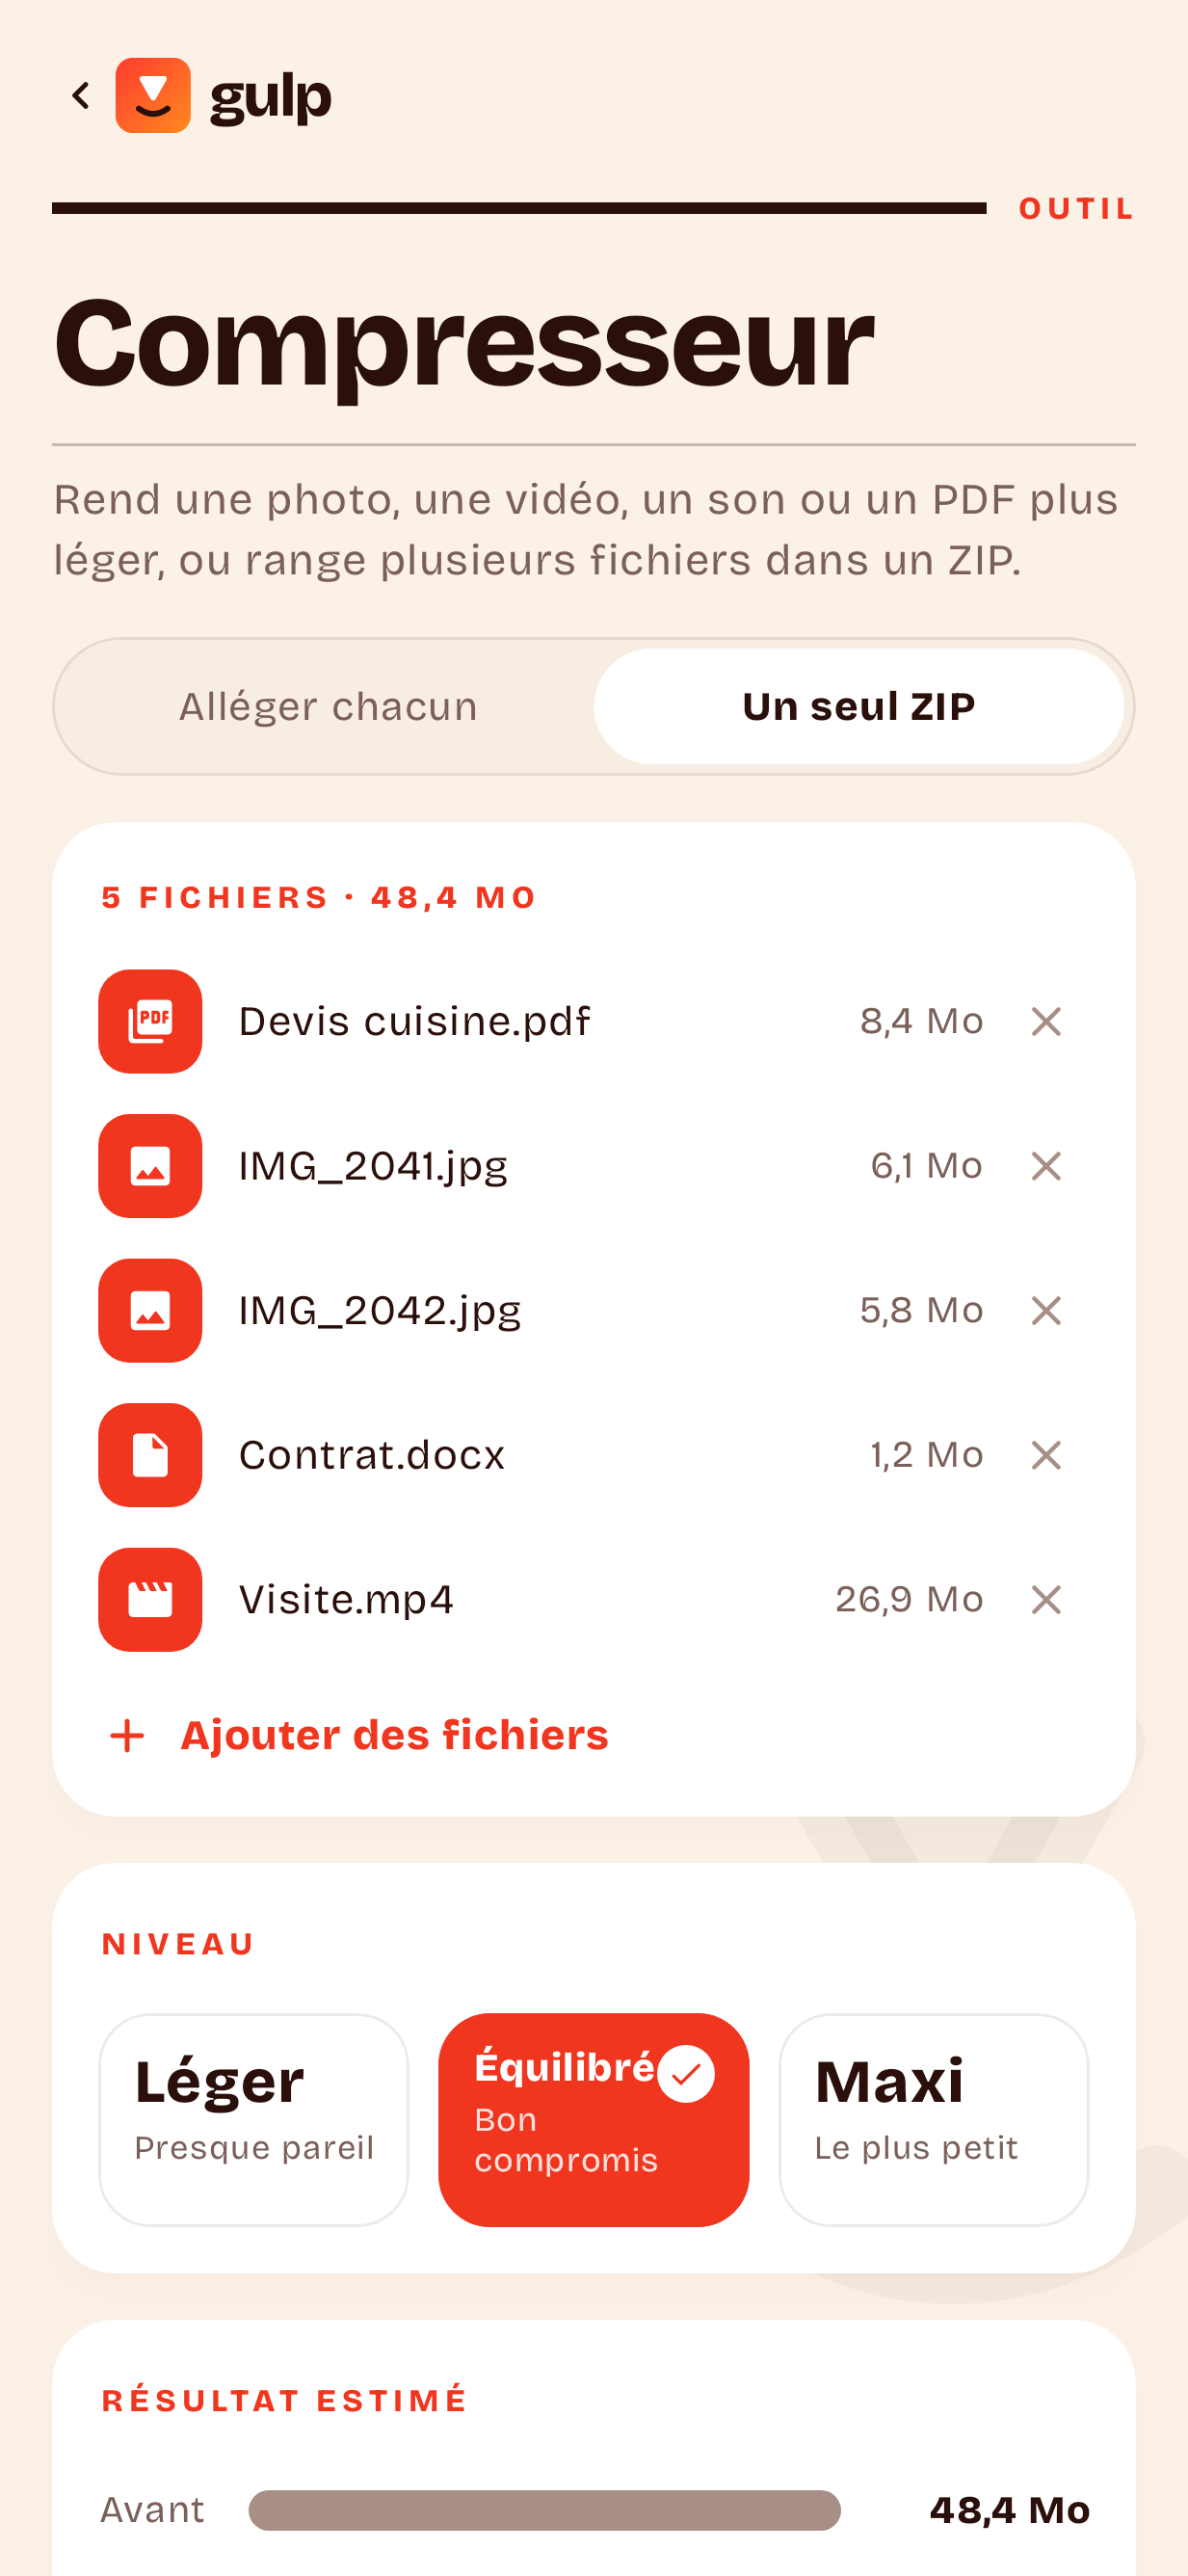 gulp
OUTIL
Compresseur
Rend une photo, une vidéo, un son ou un PDF plus
léger, ou range plusieurs fichiers dans un ZIP.
Alléger chacun
Un seul ZIP
5 FICHIERS · 48,4 MO
PDF
Devis cuisine.pdf 8,4 Mo
IMG_2041.jpg 6,1 Mo
IMG_2042.jpg 5,8 Mo
Contrat.docx 1,2 Mo
Visite.mp4 26,9 Mo
Ajouter des fichiers
NIVEAU
Léger
Presque pareil
Équilibré
Bon
compromis
Maxi
Le plus petit
RÉSULTAT ESTIMÉ
Avant 48,4 Mo